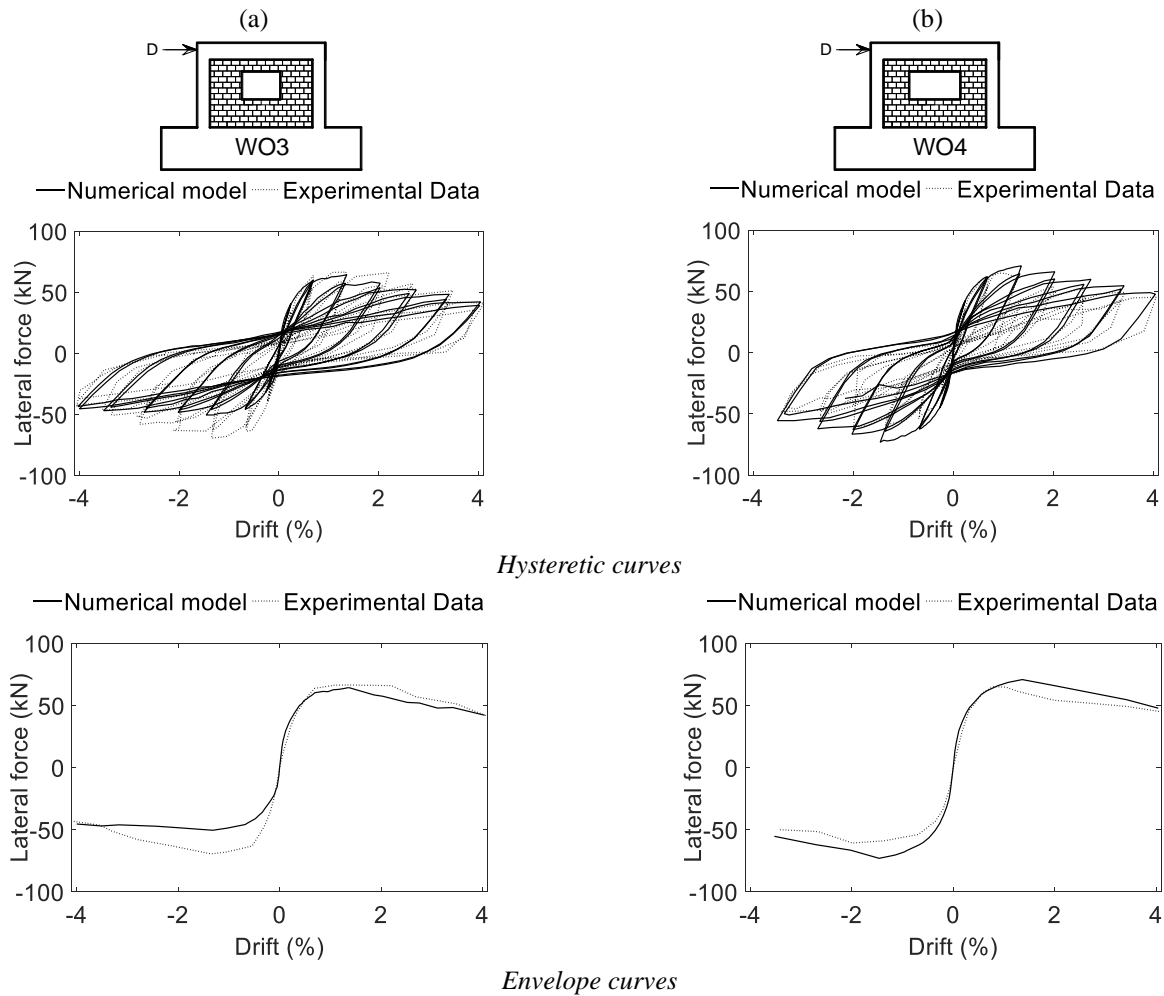 (a) (b)
D D
WO3 WO4
Numerical model Experimental Data Numerical model Experimental Data
100 100
50 50
0 0
-50 -50
-100 -100
Lateral force (kN) Lateral force (kN)
-4 -2 0 2 4 -4 -2 0 2 4
Drift (%) Drift (%)
Hysteretic curves
Numerical model Experimental Data Numerical model Experimental Data
100 100
50 50
0 0
-50 -50
-100 -100
Lateral force (kN) Lateral force (kN)
-4 -2 0 2 4 -4 -2 0 2 4
Drift (%) Drift (%)
Envelope curves